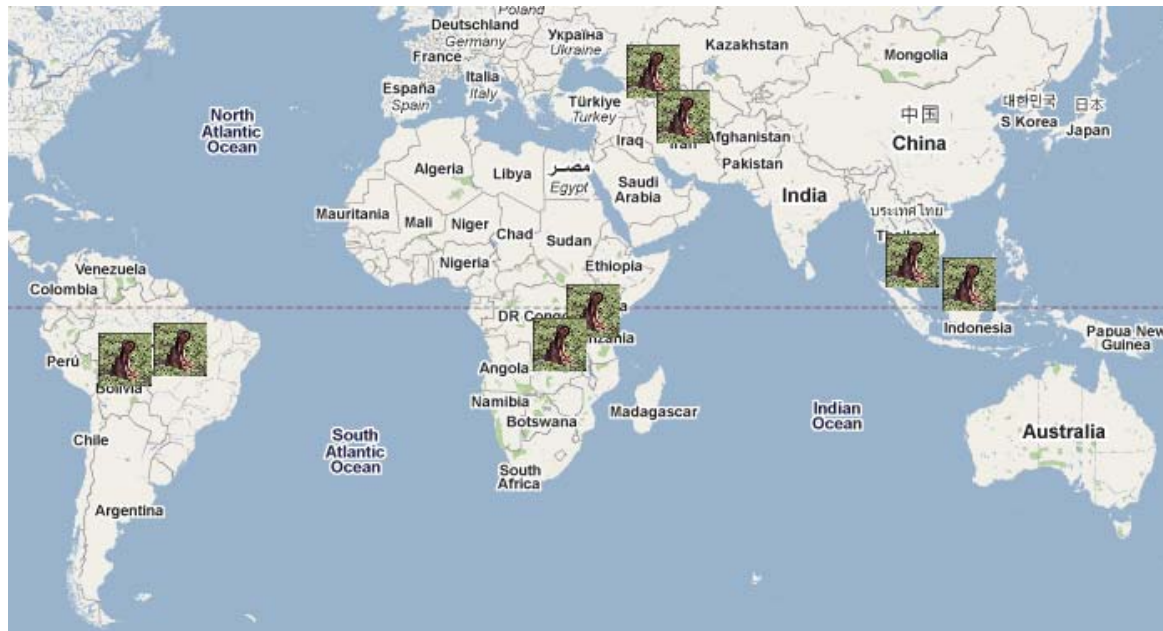 Poland
Deutschland
Germany
Україна
Ukraine
France
Kazakhstan
Mongolia
Italia
Italy
España
Spain
Türkiye
Turkey
中国
China
대한민국
S Korea
日本
Japan
North
Atlantic
Ocean
Iraq
Iran
Afghanistan
Pakistan
Algeria
Libya
مصر
Egypt
Saudi
Arabia
India
ประเทศไทย
Thailand
Mauritania
Mali
Niger
Chad
Sudan
Nigeria
Ethiopia
Venezuela
Colombia
DR Congo
Tanzania
Indonesia
Papua New
Guinea
Perú
Bolivia
Angola
Namibia
Botswana
Madagascar
Indian
Ocean
Chile
South
Atlantic
Ocean
South
Africa
Australia
Argentina